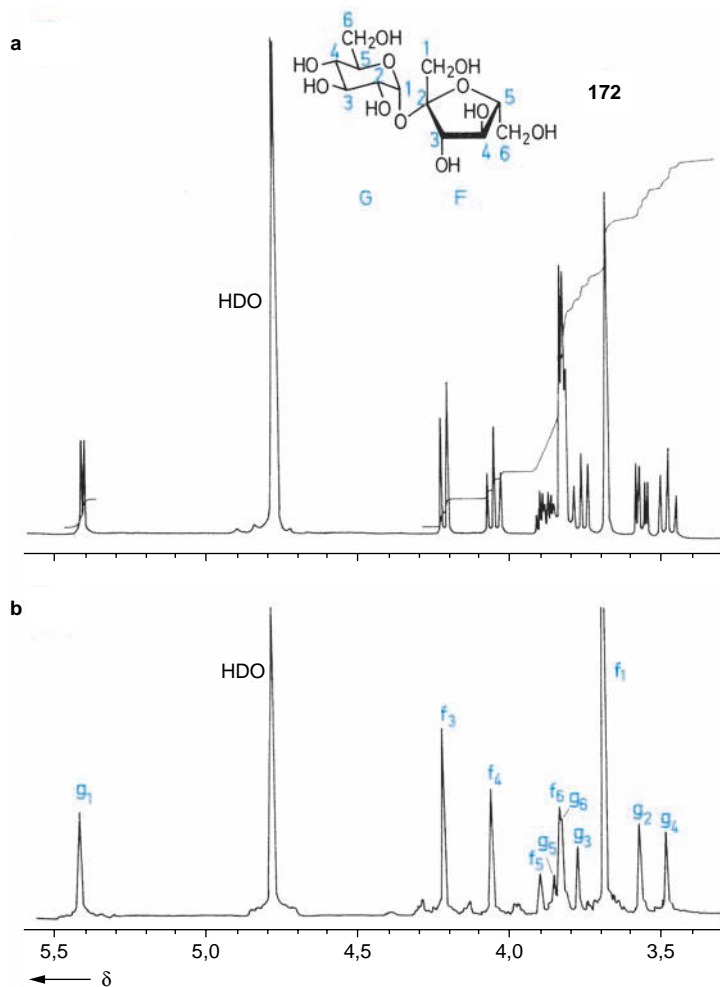 a
6
CH₂OH
4
5
O
HO
HO
2
1
3
HO
O
1
CH₂OH
2
O
HO
5
3
OH
4
6
CH₂OH
172
G
F
HDO
b
HDO
g₁
f₃
f₄
f₅
g₅
f₆
g₆
g₃
f₁
g₂
g₄
5,5 5,0 4,5 4,0 3,5
δ